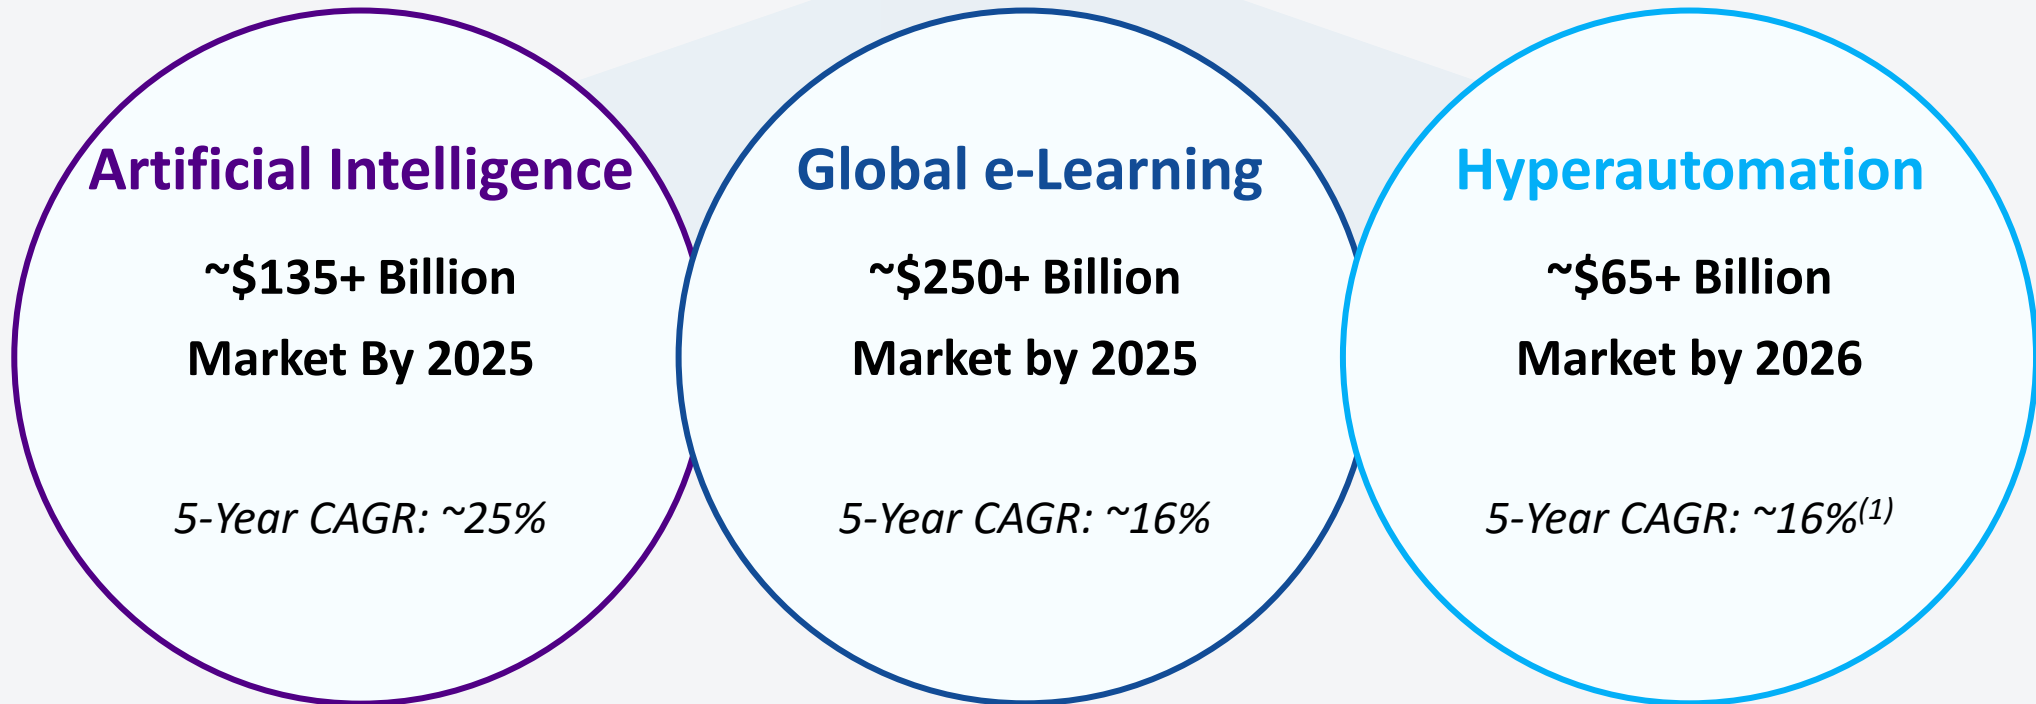 Artificial Intelligence
~$135+ Billion
Market By 2025
5-Year CAGR: ~25%
Global e-Learning
~$250+ Billion
Market by 2025
5-Year CAGR: ~16%
Hyperautomation
~$65+ Billion
Market by 2026
5-Year CAGR: ~16%(1)